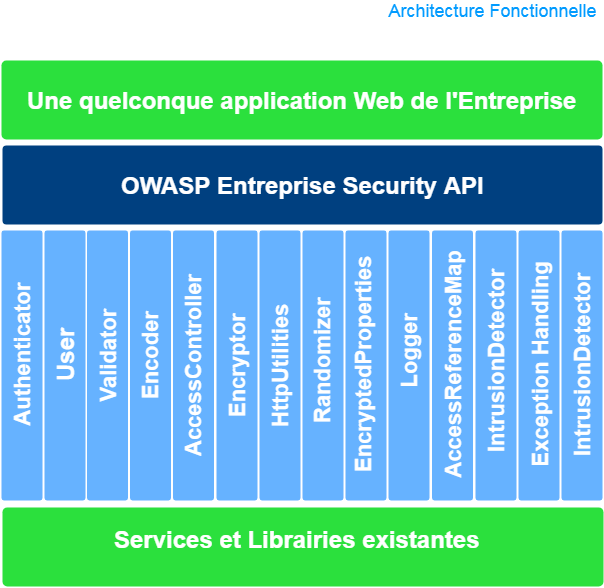 Architecture Fonctionnelle
Une quelconque application Web de l'Entreprise
OWASP Entreprise Security API
Authenticator
User
Validator
Encoder
AccessController
Encryptor
HttpUtilities
Randomizer
EncryptedProperties
Logger
AccessReferenceMap
IntrusionDetector
Exception Handling
IntrusionDetector
Services et Librairies existantes